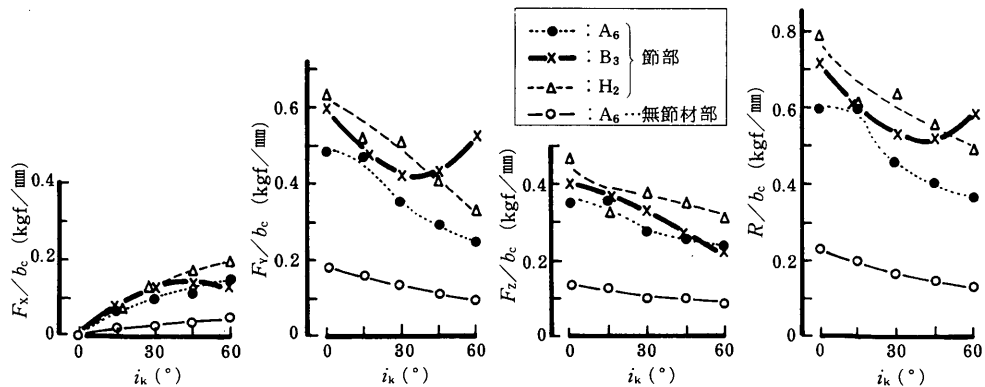 : A₆
: B₃ 節部
: H₂
: A₆ ⋯ 無節材部
Fx/bc (kgf/mm)
0.4
0.2
0
0 30 60
ik (°)
Fy/bc (kgf/mm)
0.6
0.4
0.2
0
0 30 60
ik (°)
Fz/bc (kgf/mm)
0.4
0.2
0
0 30 60
ik (°)
R/bc (kgf/mm)
0.8
0.6
0.4
0.2
0
0 30 60
ik (°)